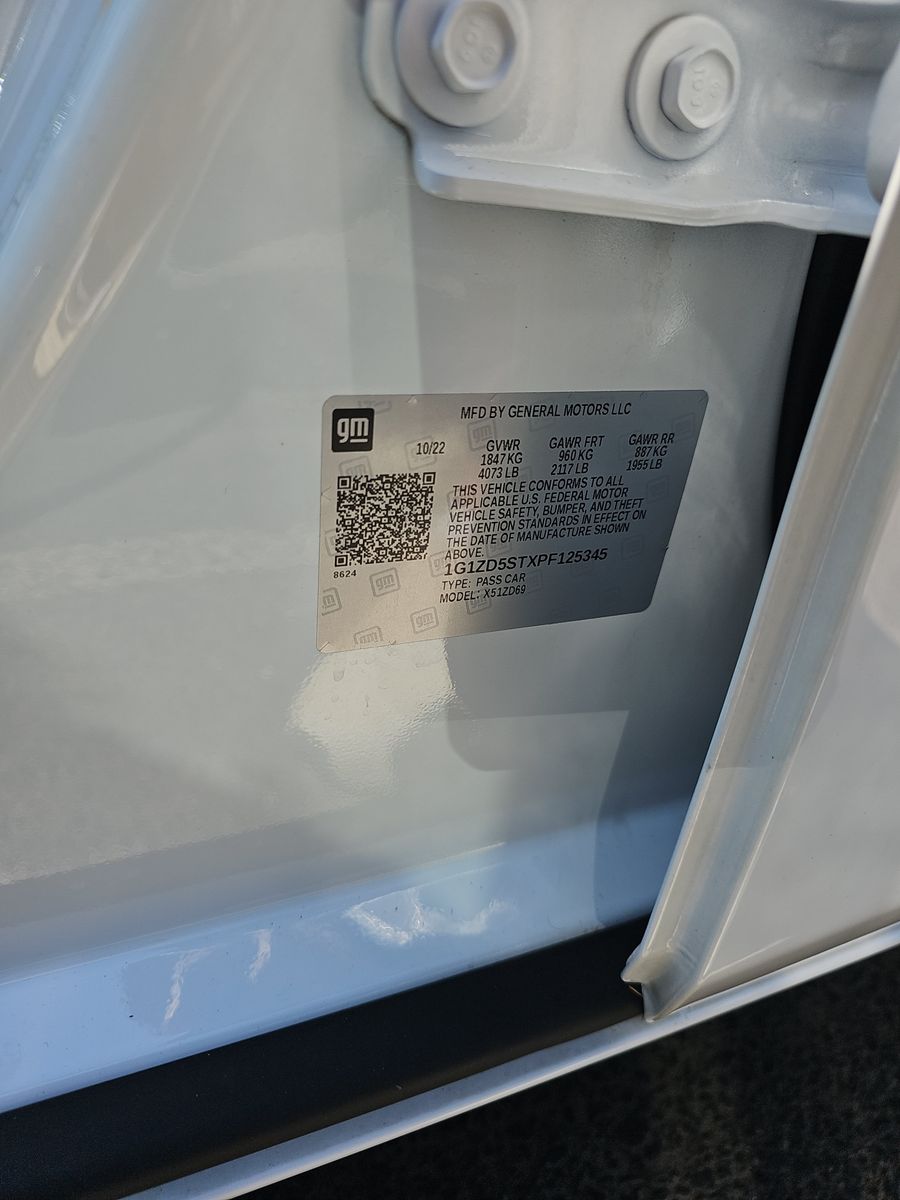 MFD BY GENERAL MOTORS LLC
gm
10/22
GVWR
1847 KG
4073 LB
GAWR FRT
960 KG
2117 LB
GAWR RR
887 KG
1955 LB
THIS VEHICLE CONFORMS TO ALL
APPLICABLE U.S. FEDERAL MOTOR
VEHICLE SAFETY, BUMPER, AND THEFT
PREVENTION STANDARDS IN EFFECT ON
THE DATE OF MANUFACTURE SHOWN
ABOVE.
8624
1G1ZD5STXPF125345
TYPE: PASS CAR
MODEL: X51ZD69